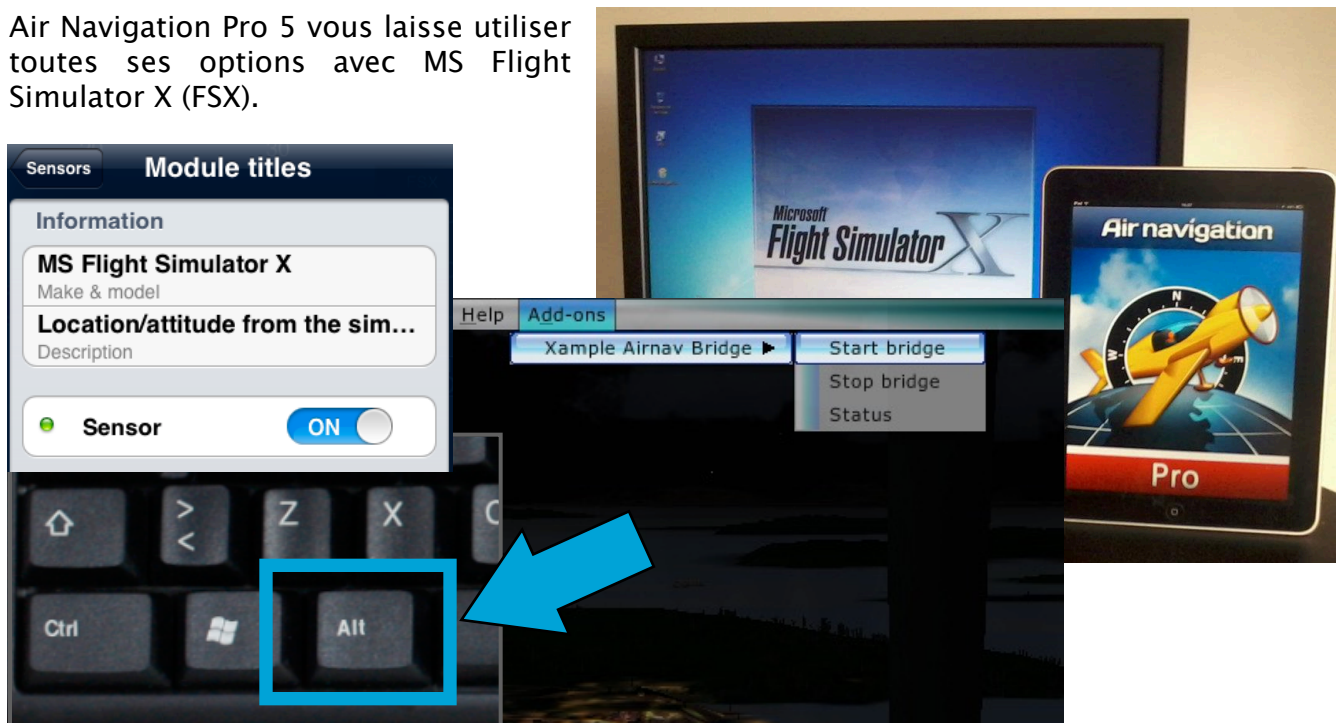 Air Navigation Pro 5 vous laisse utiliser
toutes ses options avec MS Flight
Simulator X (FSX).
Sensors
Module titles
Information
MS Flight Simulator X
Make & model
Location/attitude from the sim...
Description
Sensor
ON
Microsoft
Flight Simulator X
Air navigation
N
W
Pro
Help
Add-ons
Xample Airnav Bridge
Start bridge
Stop bridge
Status
>
<
Z
X
C
Ctrl
Alt